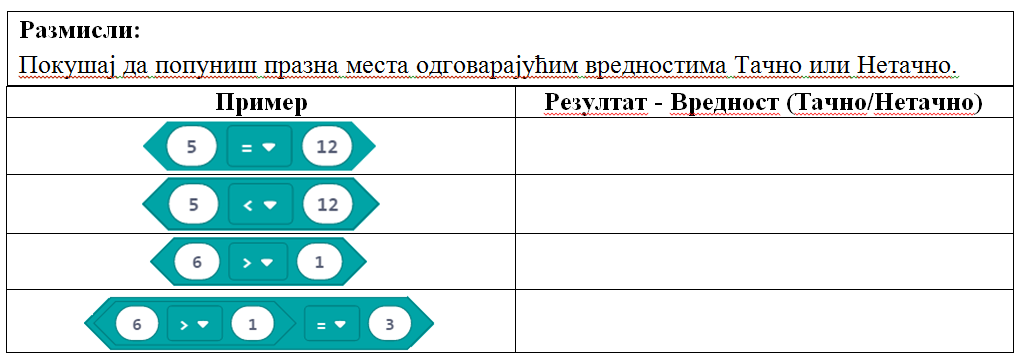 Размисли:
Покушај да попуниш празна места одговарајућим вредностима Тачно или Нетачно.
Пример Резултат - Вредност (Тачно/Нетачно)
5 = 12
5 < 12
6 > 1
6 > 1 = 3